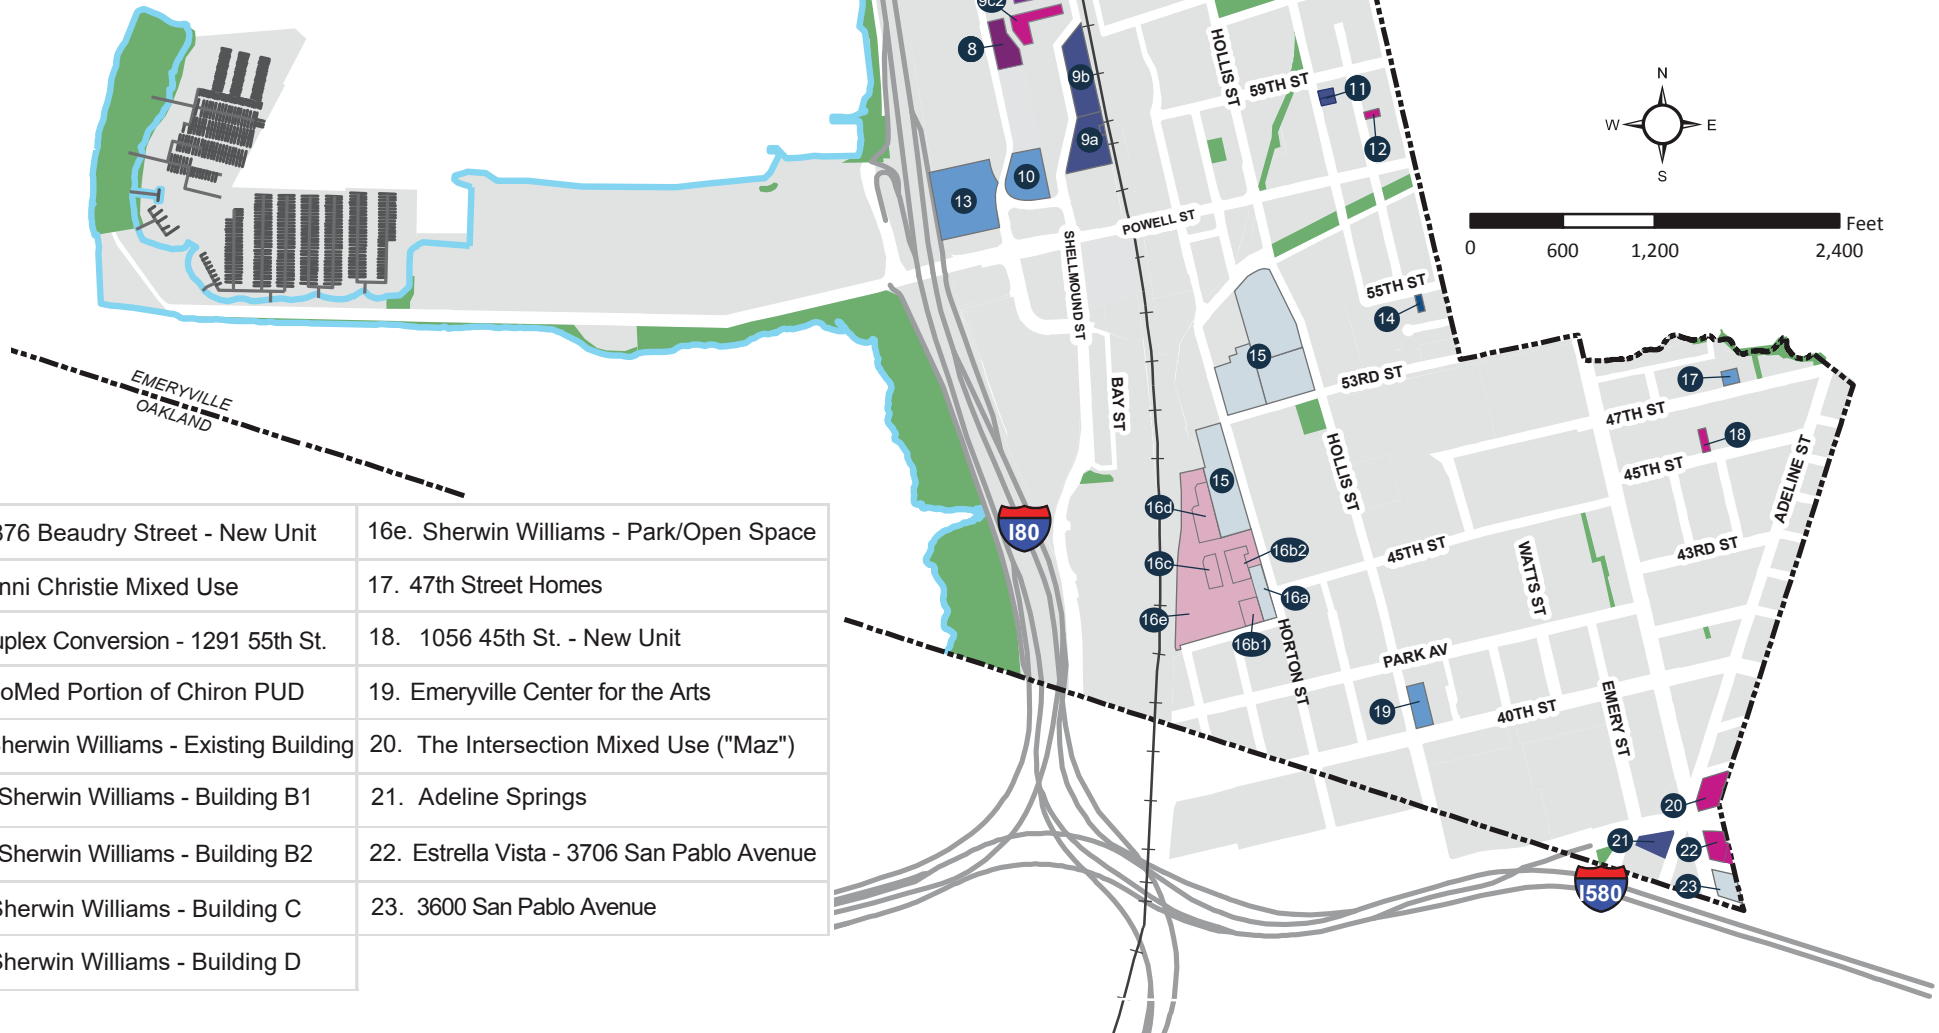 9c2
8
9b
9a
HOLLIS ST
59TH ST
11
12
N
W E
S
13
10
POWELL ST
SHELLMOUND ST
Feet
0 600 1,200 2,400
55TH ST
14
15
53RD ST
BAY ST
17
47TH ST
18
45TH ST
ADELINE ST
EMERYVILLE
OAKLAND
HOLLIS ST
15
16d
I80
16b2
16c
45TH ST
WATTS ST
43RD ST
16a
16e
16b1
HORTON ST
PARK AV
19
40TH ST
EMERY ST
20
21
22
23
I580
376 Beaudry Street - New Unit
16e. Sherwin Williams - Park/Open Space
nni Christie Mixed Use
17. 47th Street Homes
uplex Conversion - 1291 55th St.
18. 1056 45th St. - New Unit
oMed Portion of Chiron PUD
19. Emeryville Center for the Arts
Sherwin Williams - Existing Building
20. The Intersection Mixed Use ("Maz")
Sherwin Williams - Building B1
21. Adeline Springs
Sherwin Williams - Building B2
22. Estrella Vista - 3706 San Pablo Avenue
Sherwin Williams - Building C
23. 3600 San Pablo Avenue
Sherwin Williams - Building D